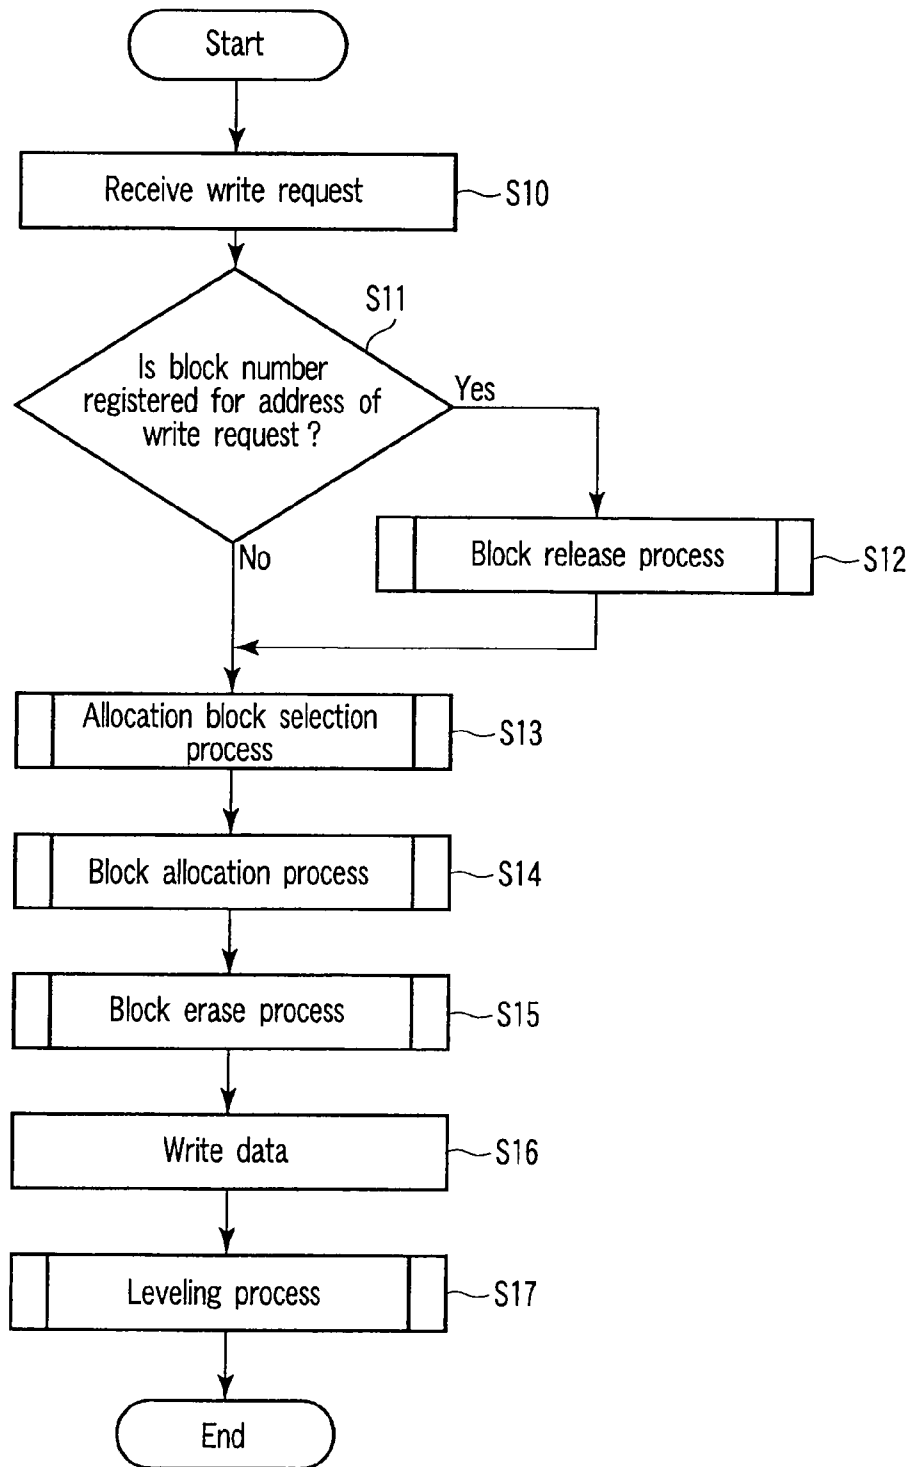 Start
Receive write request
S10
S11
Is block number
registered for address of
write request ?
Yes
No
Block release process
S12
Allocation block selection
process
S13
Block allocation process
S14
Block erase process
S15
Write data
S16
Leveling process
S17
End